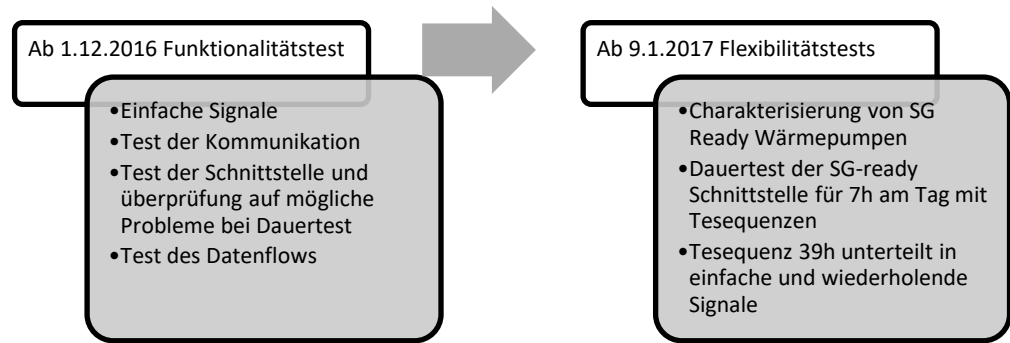 Ab 1.12.2016 Funktionalitätstest
•Einfache Signale
•Test der Kommunikation
•Test der Schnittstelle und
überprüfung auf mögliche
Probleme bei Dauertest
•Test des Datenflows
Ab 9.1.2017 Flexibilitätstests
•Charakterisierung von SG
Ready Wärmepumpen
•Dauertest der SG-ready
Schnittstelle für 7h am Tag mit
Tesequenzen
•Tesequenz 39h unterteilt in
einfache und wiederholende
Signale